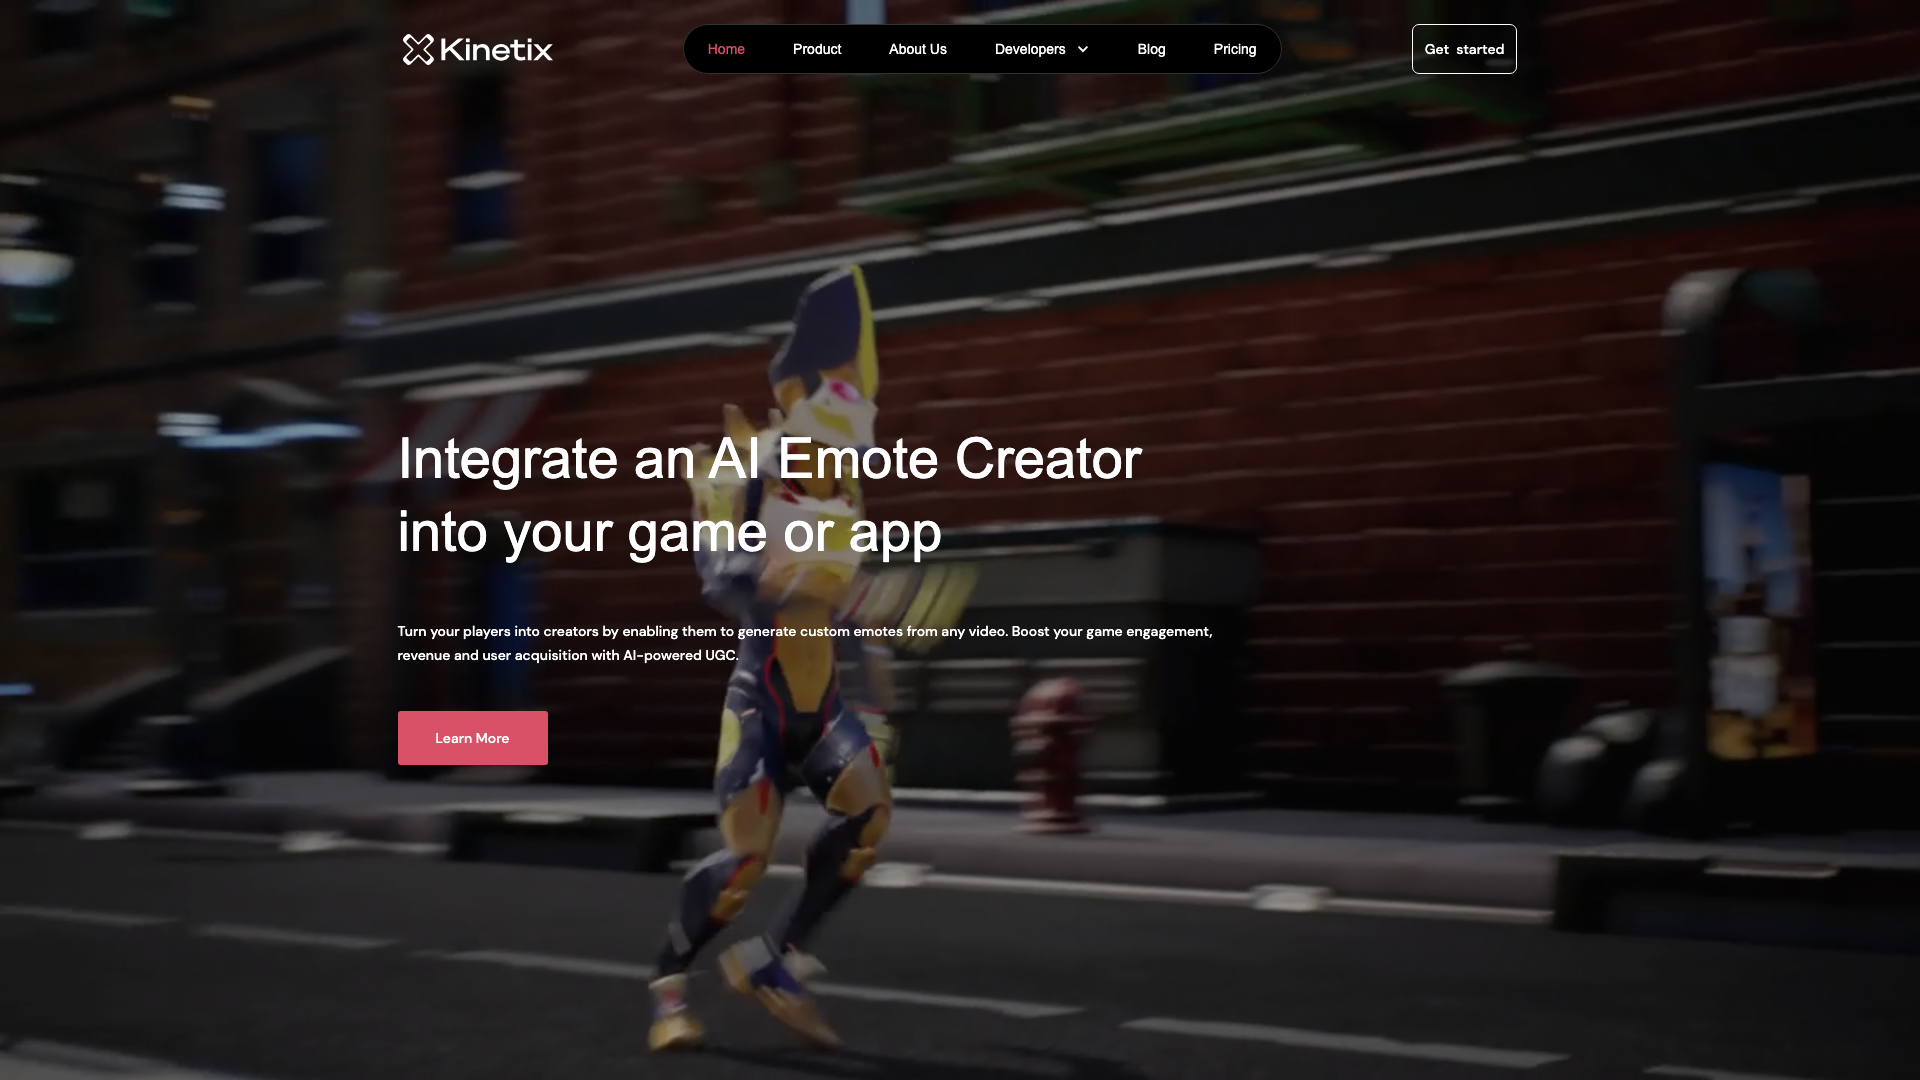 Kinetix
Home
Product
About Us
Developers
Blog
Pricing
Get started
Integrate an AI Emote Creator
into your game or app
Turn your players into creators by enabling them to generate custom emotes from any video. Boost your game engagement,
revenue and user acquisition with AI-powered UGC.
Learn More